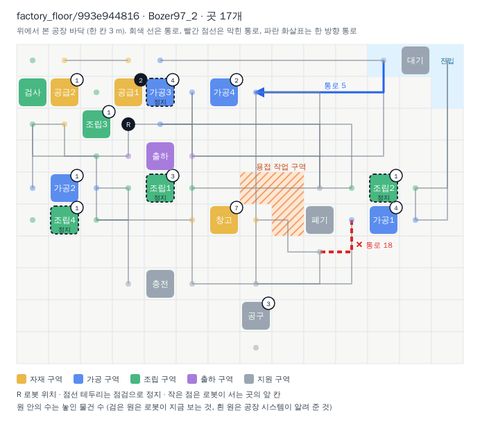 factory_floor/993e944816 · Bozer97_2 · 곳 17개
위에서 본 공장 바닥 (한 칸 3 m). 회색 선은 통로, 빨간 점선은 막힌 통로, 파란 화살표는 한 방향 통로
대기
전립
통로 5
검사
공급2
1
공급1
2
가공3
4
정지
가공4
2
조립3
1
R
출하
용접 작업 구역
가공2
1
조립1
3
정지
조립2
1
정지
조립4
1
정지
창고
7
폐기
가공1
4
통로 18
충전
공구
3
자재 구역
가공 구역
조립 구역
출하 구역
지원 구역
R 로봇 위치 · 점선 테두리는 점검으로 정지 · 작은 점은 로봇이 서는 곳의 앞 칸
원 안의 수는 놓인 물건 수 (검은 원은 로봇이 지금 보는 것, 흰 원은 공장 시스템이 알려 준 것)